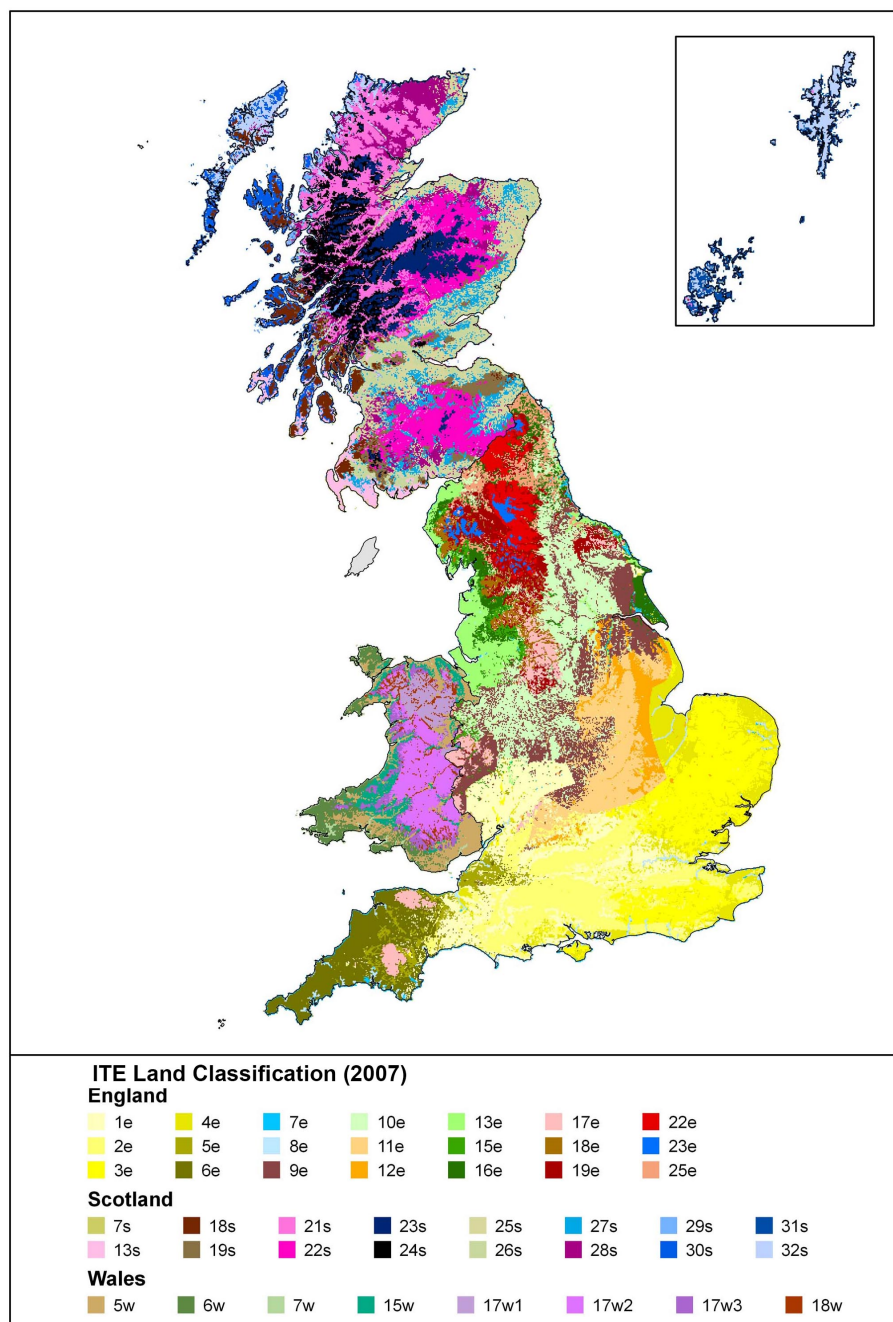 ITE Land Classification (2007)
England
1e 4e 7e 10e 13e 17e 22e
2e 5e 8e 11e 15e 18e 23e
3e 6e 9e 12e 16e 19e 25e
Scotland
7s 18s 21s 23s 25s 27s 29s 31s
13s 19s 22s 24s 26s 28s 30s 32s
Wales
5w 6w 7w 15w 17w1 17w2 17w3 18w